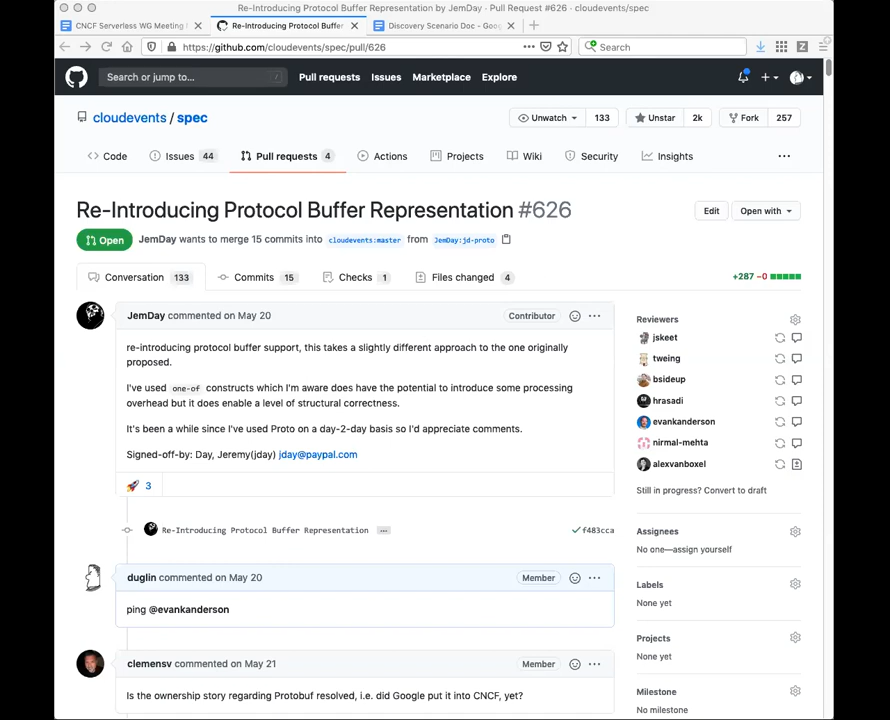 Re-Introducing Protocol Buffer Representation by JemDay · Pull Request #626 · cloudevents/spec
CNCF Serverless WG Meeting
Re-Introducing Protocol Buffer
Discovery Scenario Doc - Goo
https://github.com/cloudevents/spec/pull/626
Search
Search or jump to...
/
Pull requests
Issues
Marketplace
Explore
cloudevents / spec
Unwatch
133
Unstar
2k
Fork
257
Code
Issues 44
Pull requests 4
Actions
Projects
Wiki
Security
Insights
Re-Introducing Protocol Buffer Representation #626
Edit
Open with
Open
JemDay wants to merge 15 commits into cloudevents:master from JemDay:jd-proto
Conversation 133
Commits 15
Checks 1
Files changed 4
+287 −0
JemDay commented on May 20
Contributor
re-introducing protocol buffer support, this takes a slightly different approach to the one originally
proposed.
I've used one-of constructs which I'm aware does have the potential to introduce some processing
overhead but it does enable a level of structural correctness.
It's been a while since I've used Proto on a day-2-day basis so I'd appreciate comments.
Signed-off-by: Day, Jeremy(jday) jday@paypal.com
🚀 3
Re-Introducing Protocol Buffer Representation
f483cca
duglin commented on May 20
Member
ping @evankanderson
clemensv commented on May 21
Member
Is the ownership story regarding Protobuf resolved, i.e. did Google put it into CNCF, yet?
Reviewers
jskeet
tweing
bsideup
hrasadi
evankanderson
nirmal-mehta
alexvanboxel
Still in progress? Convert to draft
Assignees
No one—assign yourself
Labels
None yet
Projects
None yet
Milestone
No milestone